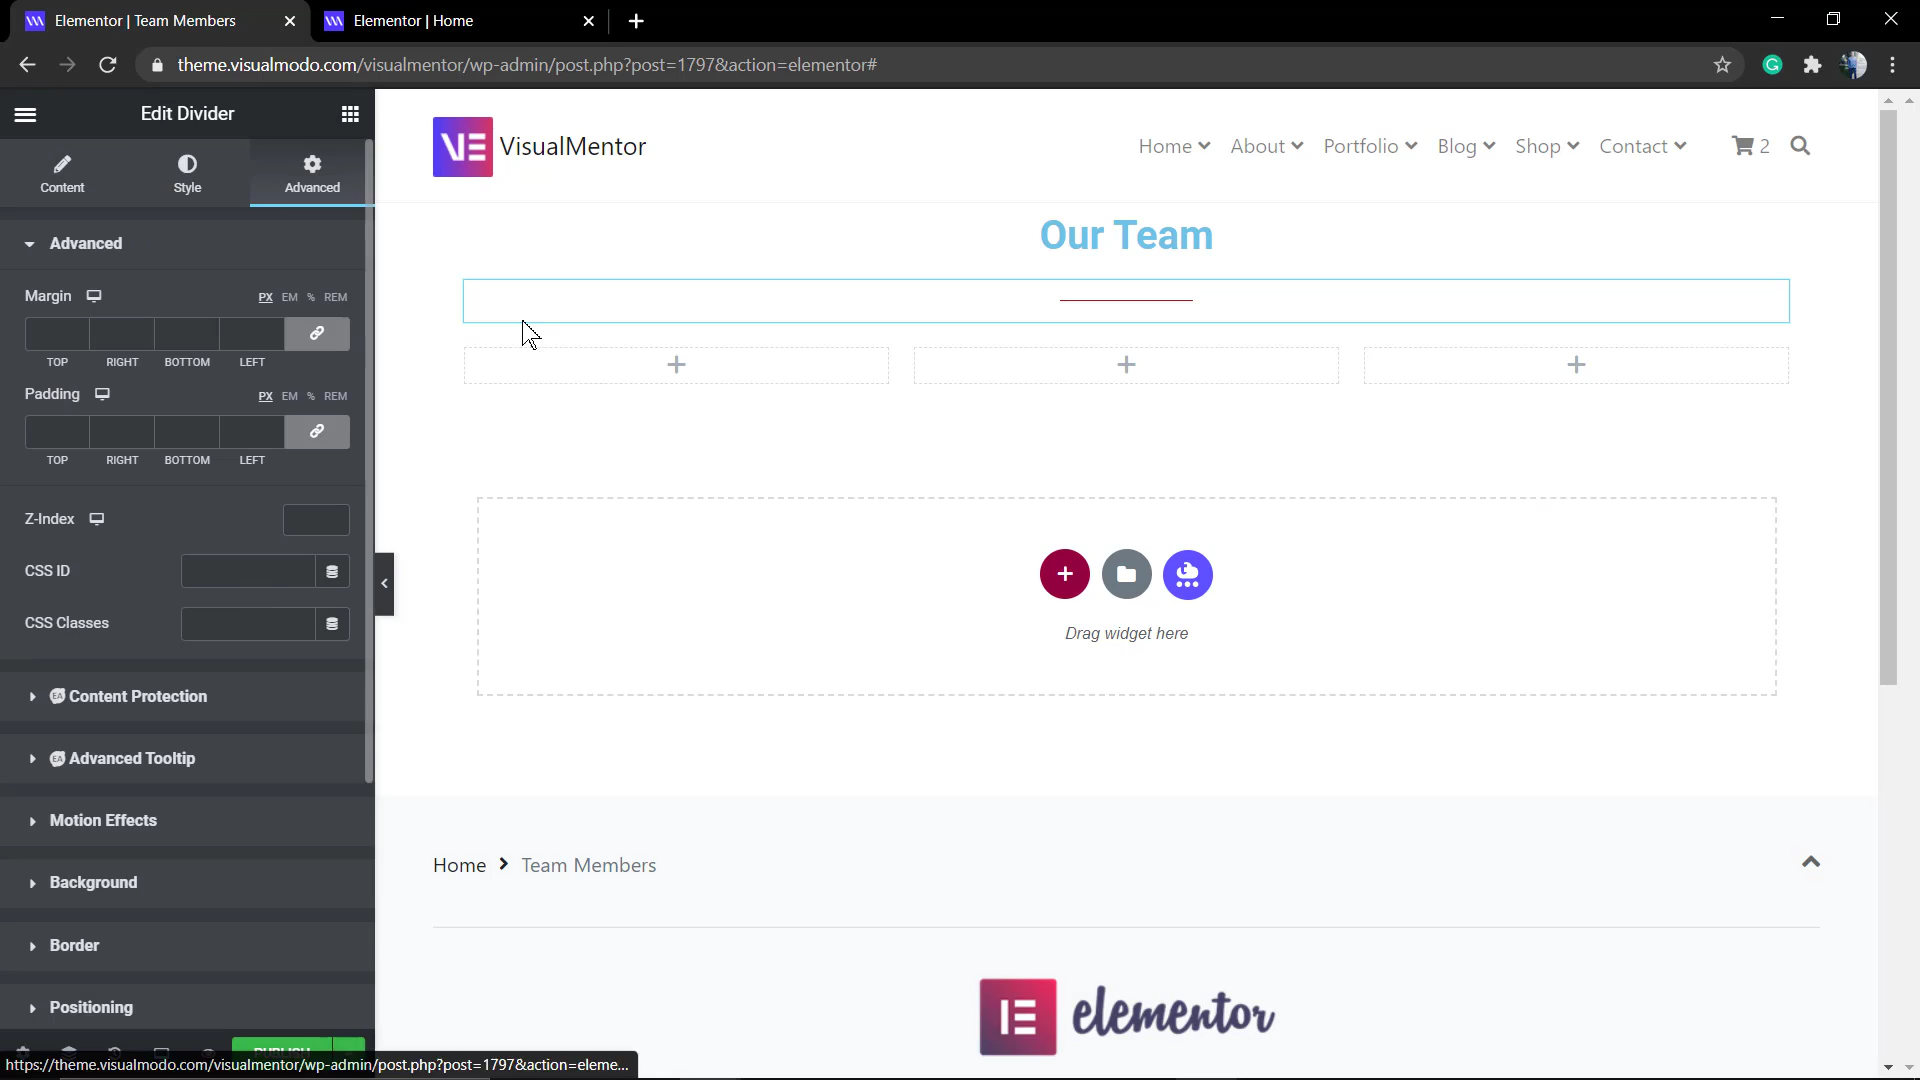 Elementor | Team Members
Elementor | Home
theme.visualmodo.com/visualmentor/wp-admin/post.php?post=1797&action=elementor#
Edit Divider
Content
Style
Advanced
Advanced
Margin
PX EM % REM
TOP RIGHT BOTTOM LEFT
Padding
PX EM % REM
TOP RIGHT BOTTOM LEFT
Z-Index
CSS ID
CSS Classes
EA Content Protection
EA Advanced Tooltip
Motion Effects
Background
Border
Positioning
PUBLISH
https://theme.visualmodo.com/visualmentor/wp-admin/post.php?post=1797&action=eleme...
VisualMentor
Home About Portfolio Blog Shop Contact 2
Our Team
Drag widget here
Home Team Members
elementor